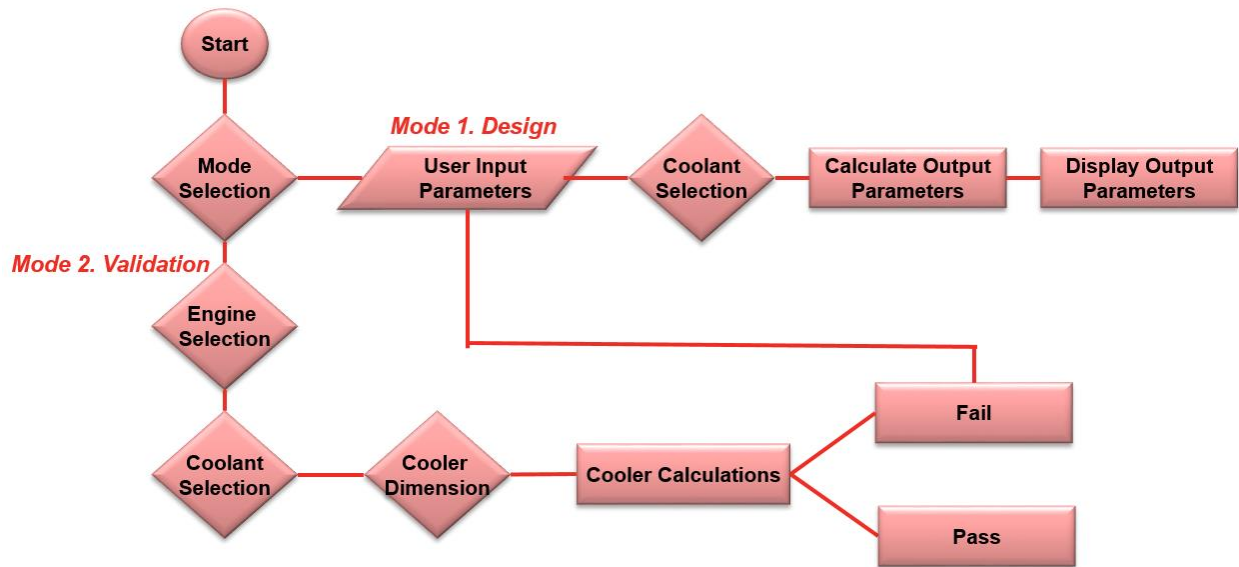 Start
Mode 1. Design
Mode
Selection
User Input
Parameters
Coolant
Selection
Calculate Output
Parameters
Display Output
Parameters
Mode 2. Validation
Engine
Selection
Fail
Coolant
Selection
Cooler
Dimension
Cooler Calculations
Pass